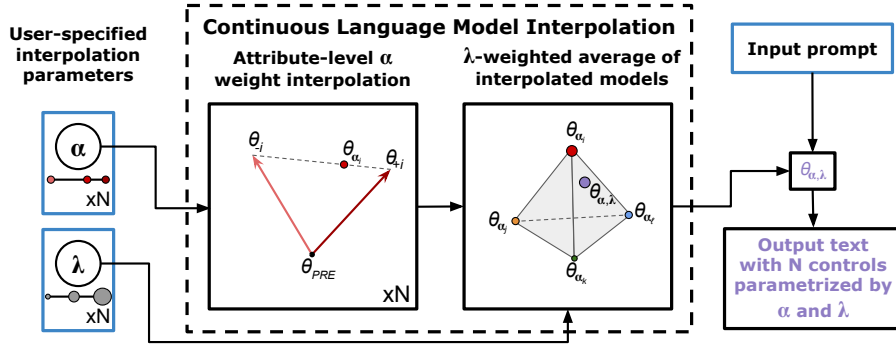 User-specified
interpolation
parameters
α
xN
λ
xN
Continuous Language Model Interpolation
Attribute-level α
weight interpolation
θ-i
θαi
θ+i
θPRE
xN
λ-weighted average of
interpolated models
θαi
θα,λ
θαj
θαℓ
θαk
Input prompt
θα,λ
Output text
with N controls
parametrized by
α and λ